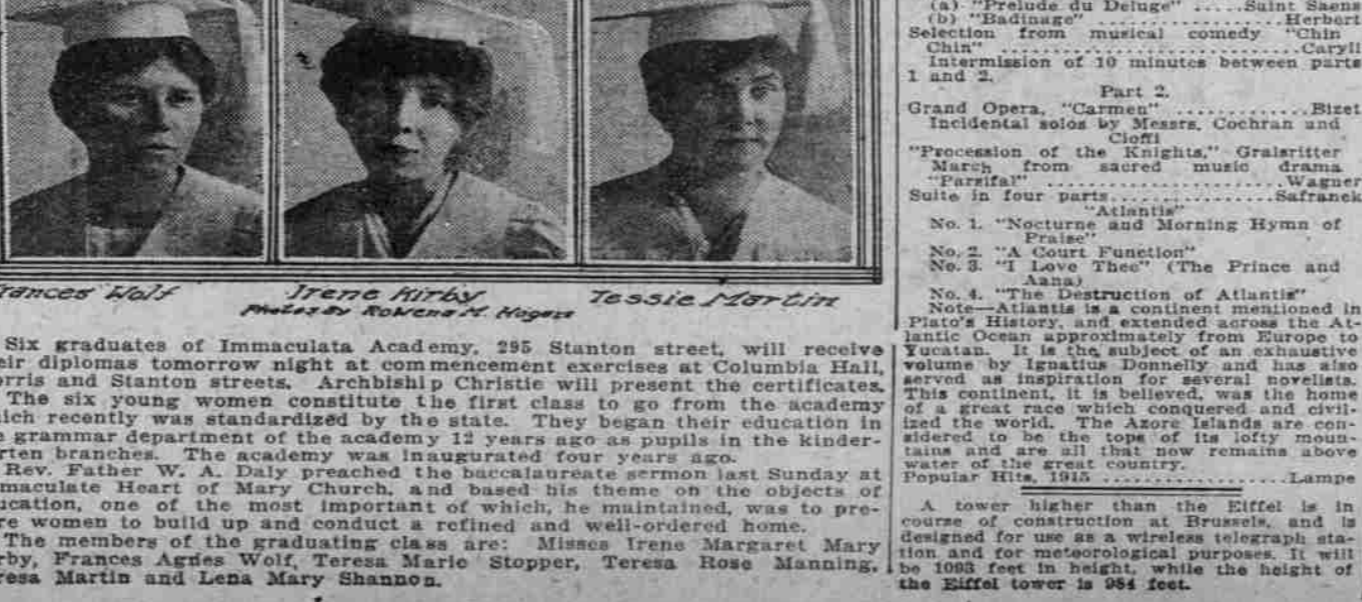 Frances Wolf
Irene Kirby
Tessie Martin
Photos By Rowena M. Hogers
Six graduates of Immaculata Academy, 295 Stanton street, will receive
eir diplomas tomorrow night at commencement exercises at Columbia Hall,
orris and Stanton streets. Archbiship Christie will present the certificates.
The six young women constitute the first class to go from the academy
hich recently was standardized by the state. They began their education in
e grammar department of the academy 12 years ago as pupils in the kinder-
arten branches. The academy was inaugurated four years ago.
Rev. Father W. A. Daly preached the baccalaureate sermon last Sunday at
maculate Heart of Mary Church, and based his theme on the objects of
ucation, one of the most important of which, he maintained, was to pre-
re women to build up and conduct a refined and well-ordered home.
The members of the graduating class are: Misses Irene Margaret Mary
rby, Frances Agnes Wolf, Teresa Marie Stopper, Teresa Rose Manning,
resa Martin and Lena Mary Shannon.
(a) "Prelude du Deluge" .....Saint Saens
(b) "Badinage" ................Herbert
Selection from musical comedy "Chin
Chin" ........................Caryll
Intermission of 10 minutes between parts
1 and 2.
Part 2.
Grand Opera, "Carmen" ............Bizet
Incidental solos by Messrs. Cochran and
Cioffi
"Procession of the Knights," Gralsritter
March from sacred music drama
"Parsifal" .....................Wagner
Suite in four parts...............Safranek
"Atlantis"
No. 1. "Nocturne and Morning Hymn of
Praise"
No. 2. "A Court Function"
No. 3. "I Love Thee" (The Prince and
Aana)
No. 4. "The Destruction of Atlantis"
Note—Atlantis is a continent mentioned in
Plato's History, and extended across the At-
lantic Ocean approximately from Europe to
Yucatan. It is the subject of an exhaustive
volume by Ignatius Donnelly and has also
served as inspiration for several novelists.
This continent, it is believed, was the home
of a great race which conquered and civil-
ized the world. The Azore Islands are con-
sidered to be the tops of its lofty moun-
tains and are all that now remains above
water of the great country.
Popular Hits, 1915 ................Lampe
A tower higher than the Eiffel is in
course of construction at Brussels, and is
designed for use as a wireless telegraph sta-
tion and for meteorological purposes. It will
be 1093 feet in height, while the height of
the Eiffel tower is 984 feet.